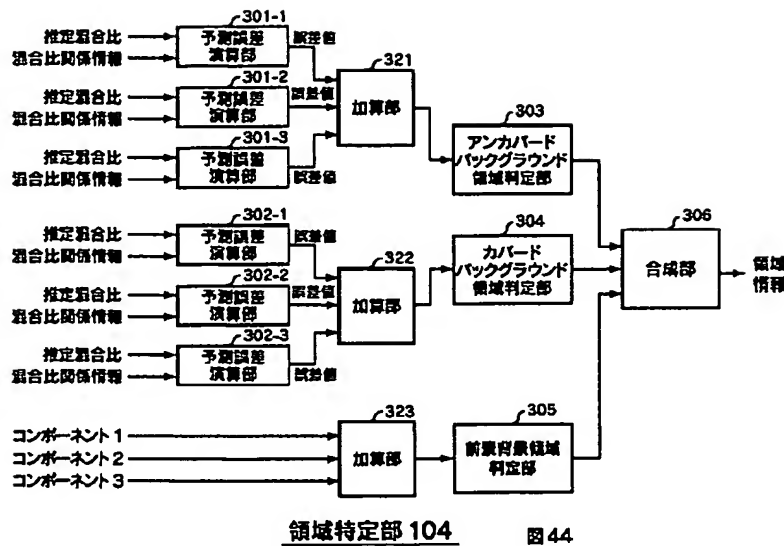 301-1
推定混合比
混合比関係情報
予測誤差
演算部
誤差値
301-2
推定混合比
混合比関係情報
予測誤差
演算部
誤差値
301-3
推定混合比
混合比関係情報
予測誤差
演算部
誤差値
321
加算部
303
アンカバード
バックグラウンド
領域判定部
302-1
推定混合比
混合比関係情報
予測誤差
演算部
誤差値
302-2
推定混合比
混合比関係情報
予測誤差
演算部
誤差値
302-3
推定混合比
混合比関係情報
予測誤差
演算部
誤差値
322
加算部
304
カバード
バックグラウンド
領域判定部
306
合成部
領域
情報
コンポーネント1
コンポーネント2
コンポーネント3
323
加算部
305
前景背景領域
判定部
領域特定部 104
図44